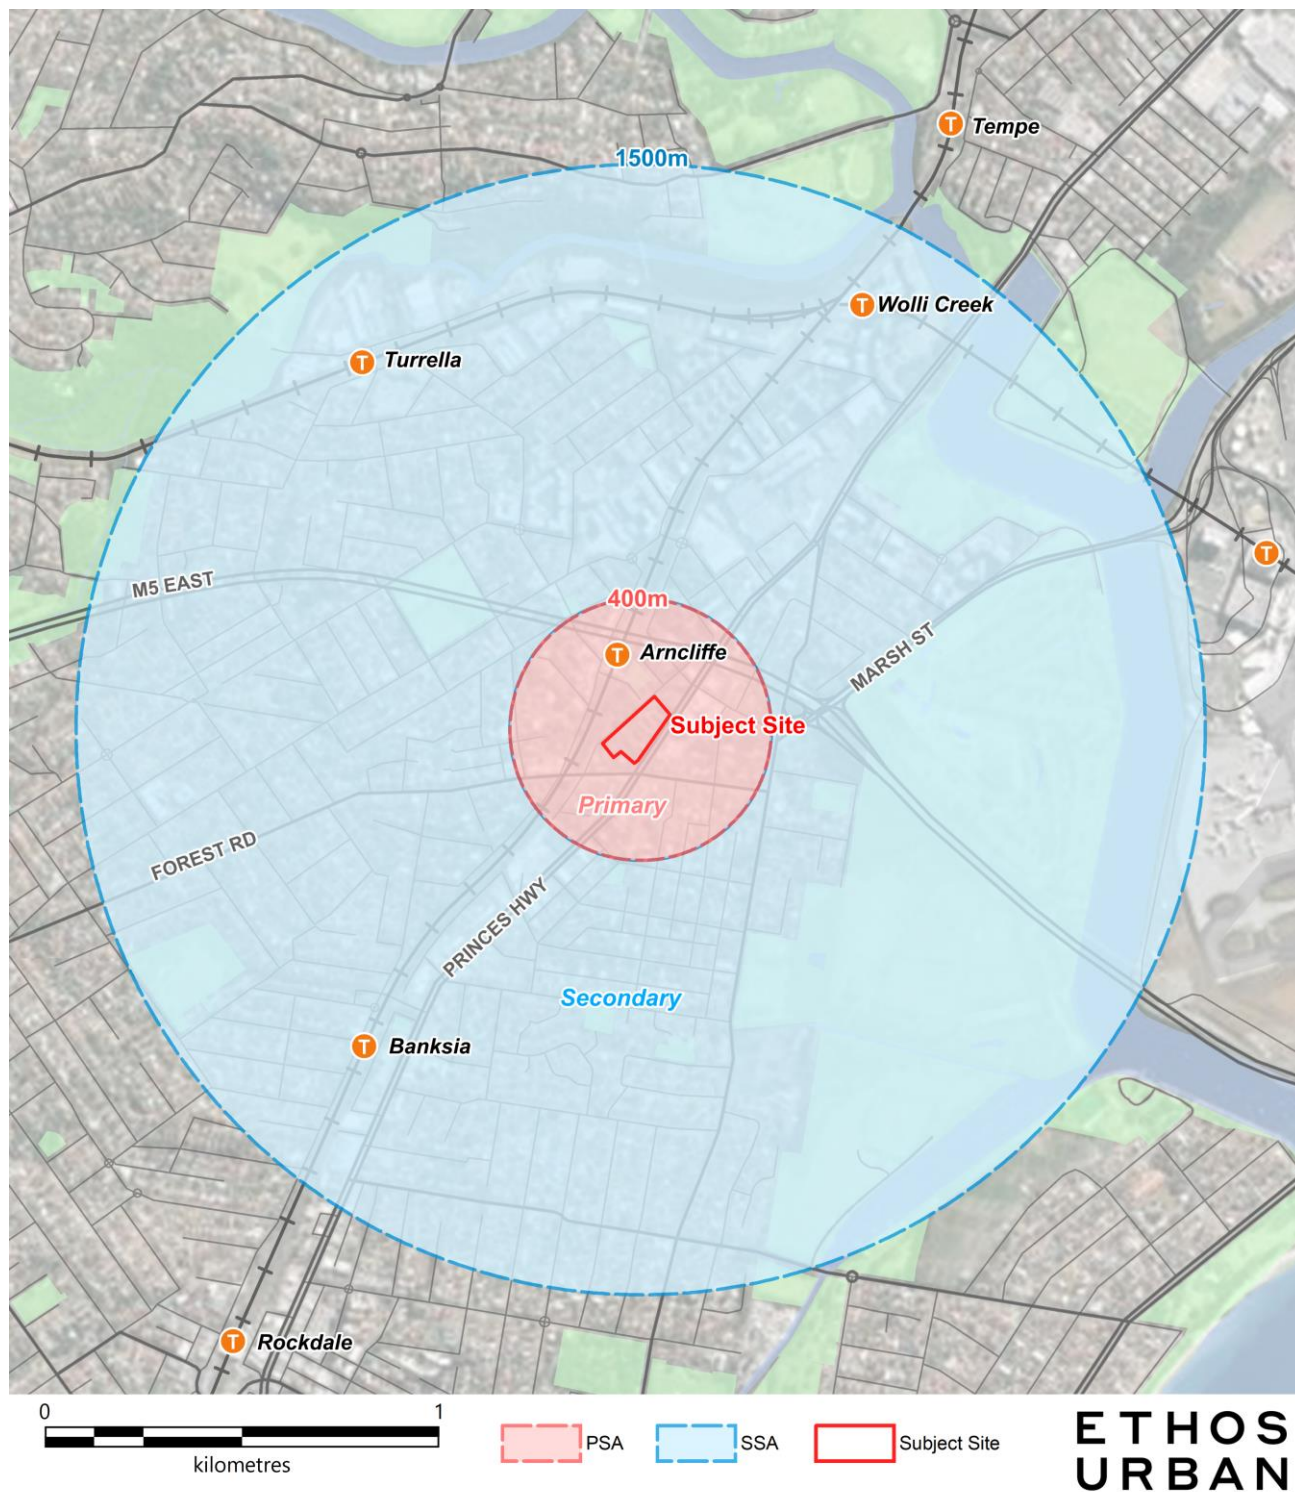 T Tempe
1500m
T Wolli Creek
T Turrella
T
M5 EAST
400m
T Arncliffe
MARSH ST
Subject Site
Primary
FOREST RD
PRINCES HWY
Secondary
T Banksia
T Rockdale
0 1
kilometres
PSA
SSA
Subject Site
ETHOS
URBAN